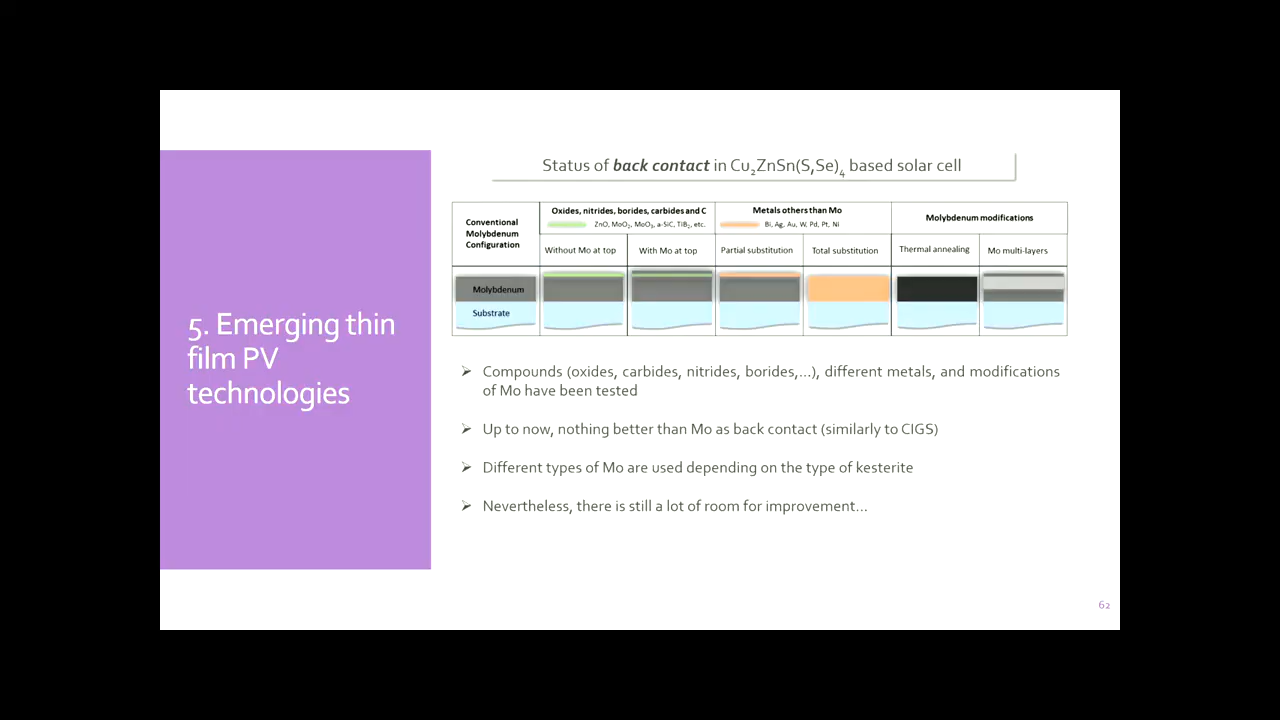 5. Emerging thin
film PV
technologies
Status of back contact in Cu₂ZnSn(S,Se)₄ based solar cell
Conventional
Molybdenum
Configuration
Oxides, nitrides, borides, carbides and C
ZnO, MoO₂, MoO₃, a-SiC, TiB₂, etc.
Metals others than Mo
Bi, Ag, Au, W, Pd, Pt, Ni
Molybdenum modifications
Without Mo at top
With Mo at top
Partial substitution
Total substitution
Thermal annealing
Mo multi-layers
Molybdenum
Substrate
➢ Compounds (oxides, carbides, nitrides, borides,...), different metals, and modifications
of Mo have been tested
➢ Up to now, nothing better than Mo as back contact (similarly to CIGS)
➢ Different types of Mo are used depending on the type of kesterite
➢ Nevertheless, there is still a lot of room for improvement...
62